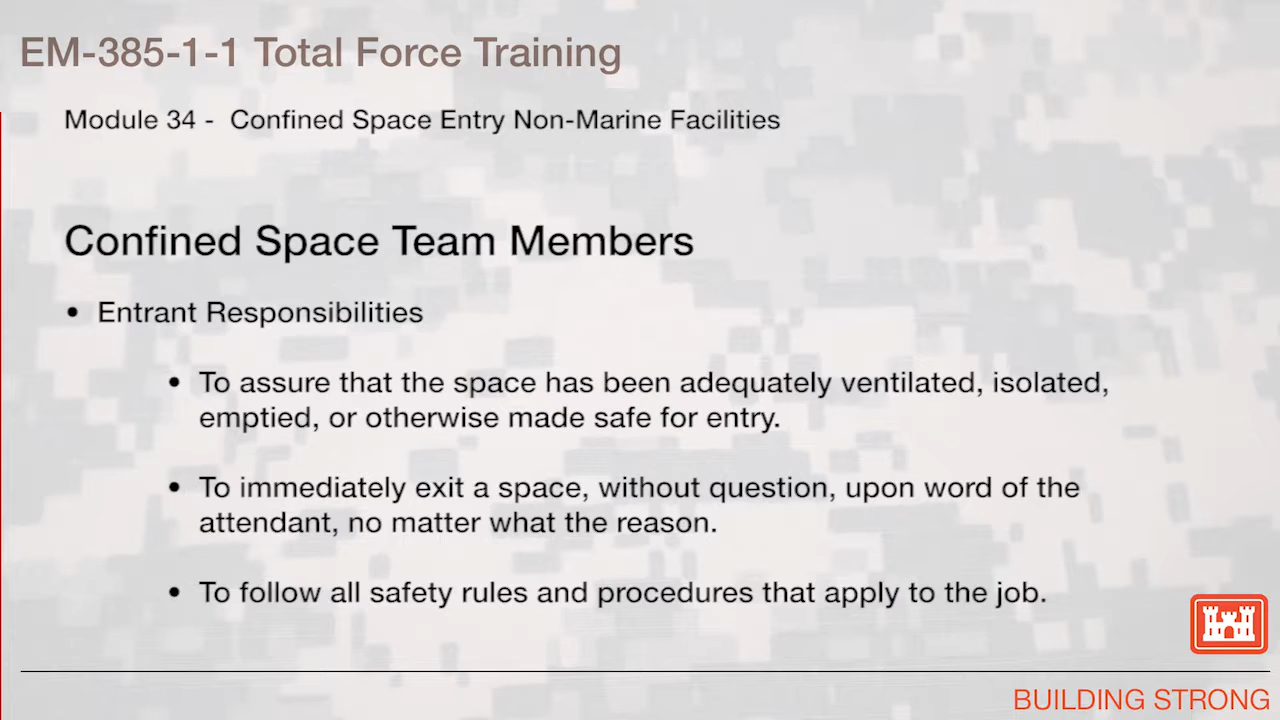 EM-385-1-1 Total Force Training
Module 34 - Confined Space Entry Non-Marine Facilities
Confined Space Team Members
• Entrant Responsibilities
• To assure that the space has been adequately ventilated, isolated,
emptied, or otherwise made safe for entry.
• To immediately exit a space, without question, upon word of the
attendant, no matter what the reason.
• To follow all safety rules and procedures that apply to the job.
BUILDING STRONG